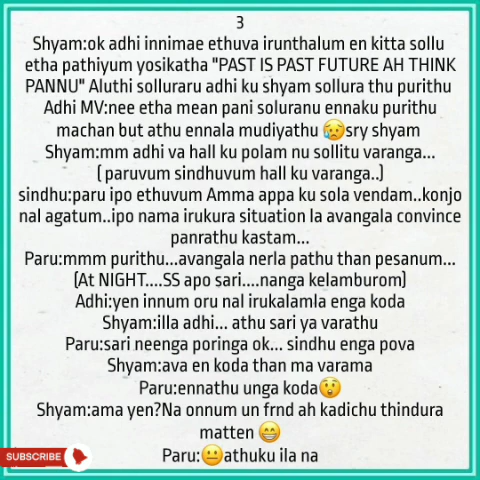 3
Shyam:ok adhi innimae ethuva irunthalum en kitta sollu
etha pathiyum yosikatha "PAST IS PAST FUTURE AH THINK
PANNU" Aluthi solluraru adhi ku shyam sollura thu purithu
Adhi MV:nee etha mean pani soluranu ennaku purithu
machan but athu ennala mudiyathu 😥sry shyam
Shyam:mm adhi va hall ku polam nu sollitu varanga...
( paruvum sindhuvum hall ku varanga..)
sindhu:paru ipo ethuvum Amma appa ku sola vendam..konjo
nal agatum..ipo nama irukura situation la avangala convince
panrathu kastam...
Paru:mmm purithu...avangala nerla pathu than pesanum...
(At NIGHT....SS apo sari....nanga kelamburom)
Adhi:yen innum oru nal irukalamla enga koda
Shyam:illa adhi... athu sari ya varathu
Paru:sari neenga poringa ok... sindhu enga pova
Shyam:ava en koda than ma varama
Paru:ennathu unga koda😲
Shyam:ama yen?Na onnum un frnd ah kadichu thindura
matten 😁
Paru:😐athuku ila na
SUBSCRIBE